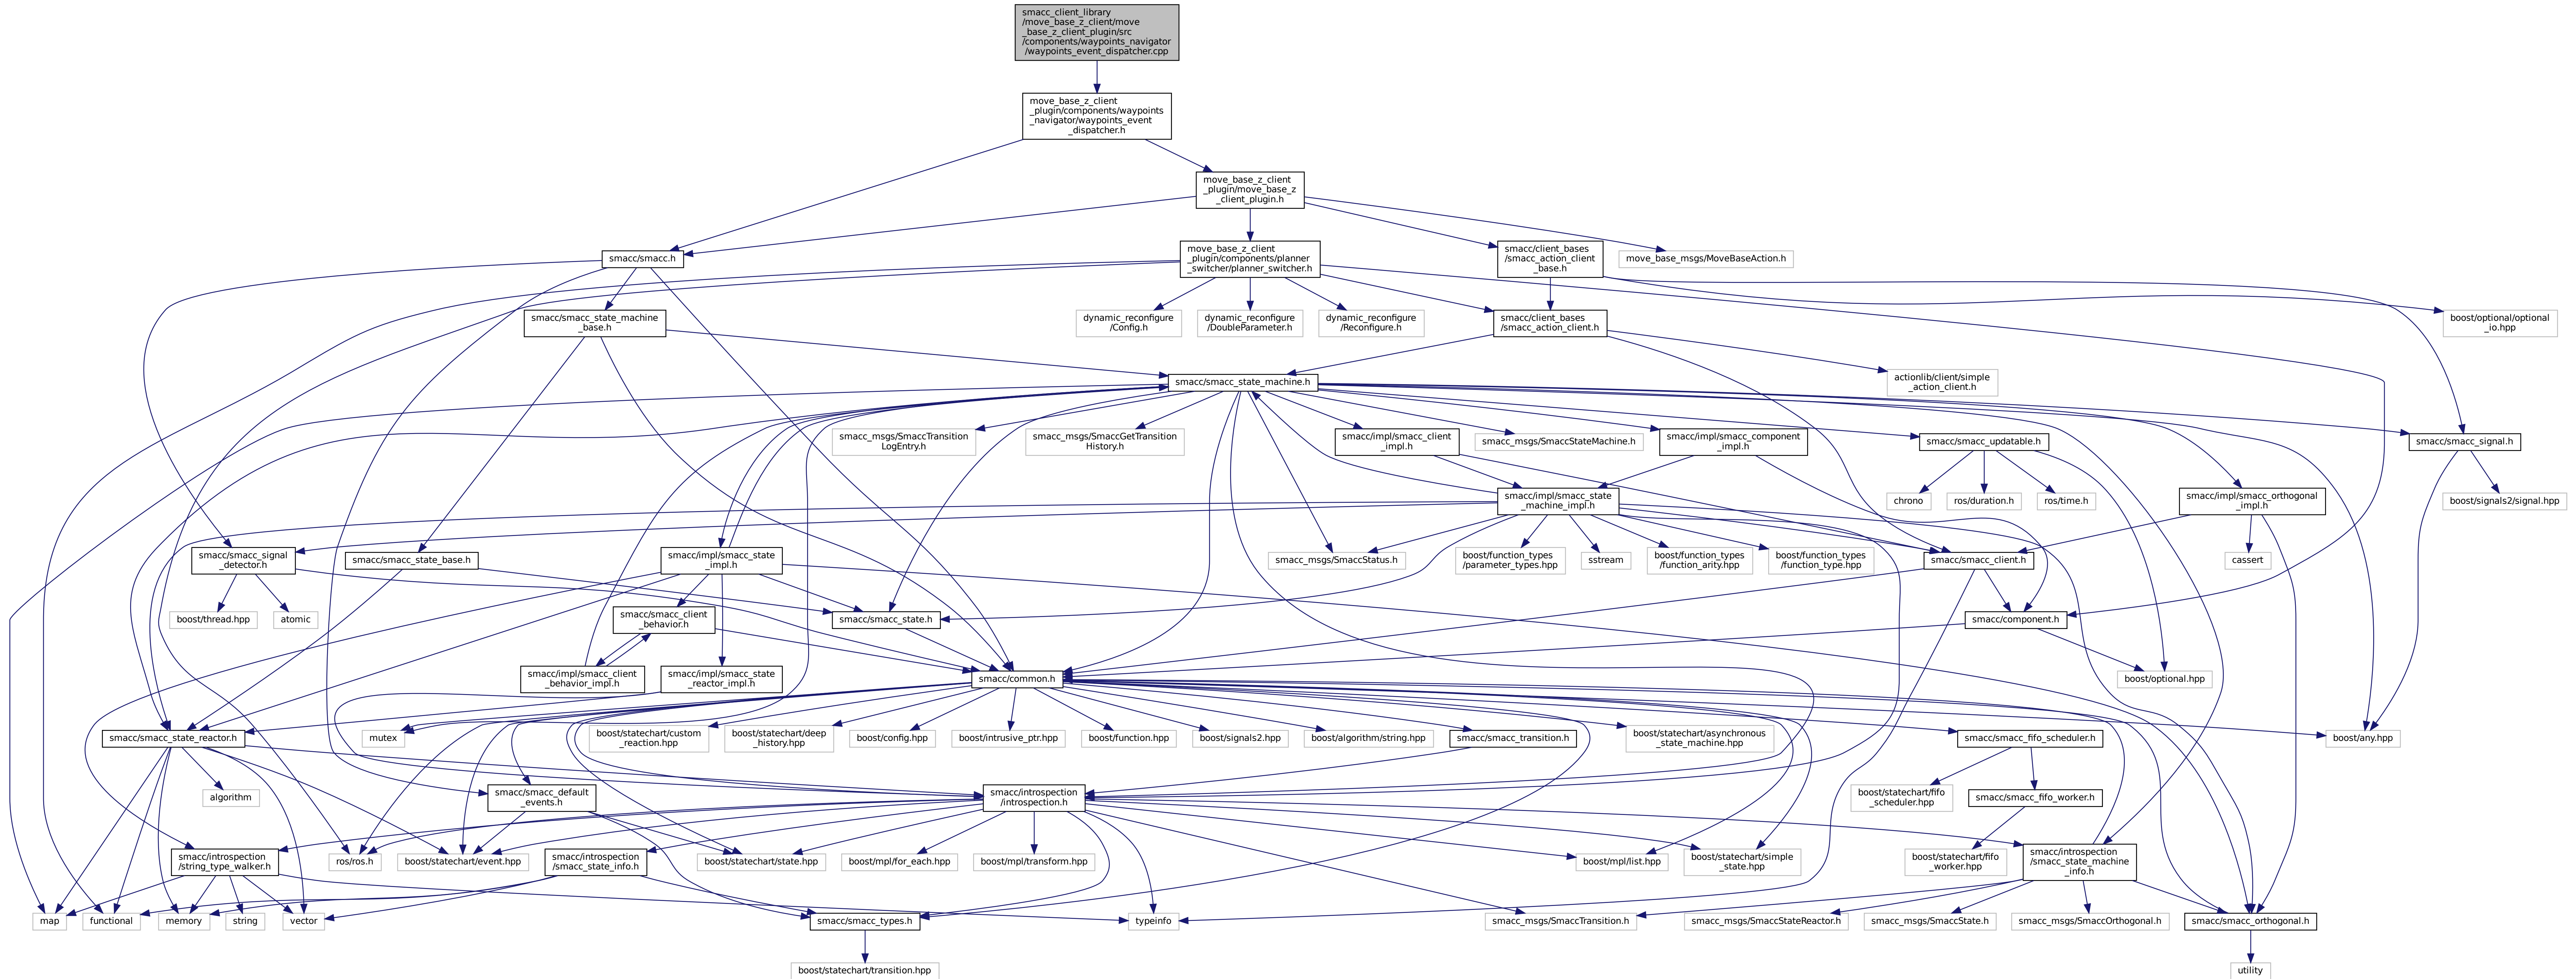 smacc_client_library
/move_base_z_client/move
_base_z_client_plugin/src
/components/waypoints_navigator
/waypoints_event_dispatcher.cpp
move_base_z_client
_plugin/components/waypoints
_navigator/waypoints_event
_dispatcher.h
move_base_z_client
_plugin/move_base_z
_client_plugin.h
smacc/smacc.h
move_base_z_client
_plugin/components/planner
_switcher/planner_switcher.h
smacc/client_bases
/smacc_action_client
_base.h
move_base_msgs/MoveBaseAction.h
smacc/smacc_state_machine
_base.h
dynamic_reconfigure
/Config.h
dynamic_reconfigure
/DoubleParameter.h
dynamic_reconfigure
/Reconfigure.h
smacc/client_bases
/smacc_action_client.h
boost/optional/optional
_io.hpp
smacc/smacc_state_machine.h
actionlib/client/simple
_action_client.h
smacc_msgs/SmaccTransition
LogEntry.h
smacc_msgs/SmaccGetTransition
History.h
smacc/impl/smacc_client
_impl.h
smacc_msgs/SmaccStateMachine.h
smacc/impl/smacc_component
_impl.h
smacc/smacc_updatable.h
smacc/smacc_signal.h
smacc/impl/smacc_state
_machine_impl.h
chrono
ros/duration.h
ros/time.h
smacc/impl/smacc_orthogonal
_impl.h
boost/signals2/signal.hpp
smacc/smacc_signal
_detector.h
smacc/smacc_state_base.h
smacc/impl/smacc_state
_impl.h
smacc_msgs/SmaccStatus.h
boost/function_types
/parameter_types.hpp
sstream
boost/function_types
/function_arity.hpp
boost/function_types
/function_type.hpp
smacc/smacc_client.h
cassert
boost/thread.hpp
atomic
smacc/smacc_client
_behavior.h
smacc/smacc_state.h
smacc/component.h
smacc/impl/smacc_client
_behavior_impl.h
smacc/impl/smacc_state
_reactor_impl.h
smacc/common.h
boost/optional.hpp
smacc/smacc_state_reactor.h
mutex
boost/statechart/custom
_reaction.hpp
boost/statechart/deep
_history.hpp
boost/config.hpp
boost/intrusive_ptr.hpp
boost/function.hpp
boost/signals2.hpp
boost/algorithm/string.hpp
smacc/smacc_transition.h
boost/statechart/asynchronous
_state_machine.hpp
smacc/smacc_fifo_scheduler.h
boost/any.hpp
algorithm
smacc/smacc_default
_events.h
smacc/introspection
/introspection.h
boost/statechart/fifo
_scheduler.hpp
smacc/smacc_fifo_worker.h
smacc/introspection
/string_type_walker.h
ros/ros.h
boost/statechart/event.hpp
smacc/introspection
/smacc_state_info.h
boost/statechart/state.hpp
boost/mpl/for_each.hpp
boost/mpl/transform.hpp
boost/mpl/list.hpp
boost/statechart/simple
_state.hpp
boost/statechart/fifo
_worker.hpp
smacc/introspection
/smacc_state_machine
_info.h
map
functional
memory
string
vector
smacc/smacc_types.h
typeinfo
smacc_msgs/SmaccTransition.h
smacc_msgs/SmaccStateReactor.h
smacc_msgs/SmaccState.h
smacc_msgs/SmaccOrthogonal.h
smacc/smacc_orthogonal.h
boost/statechart/transition.hpp
utility